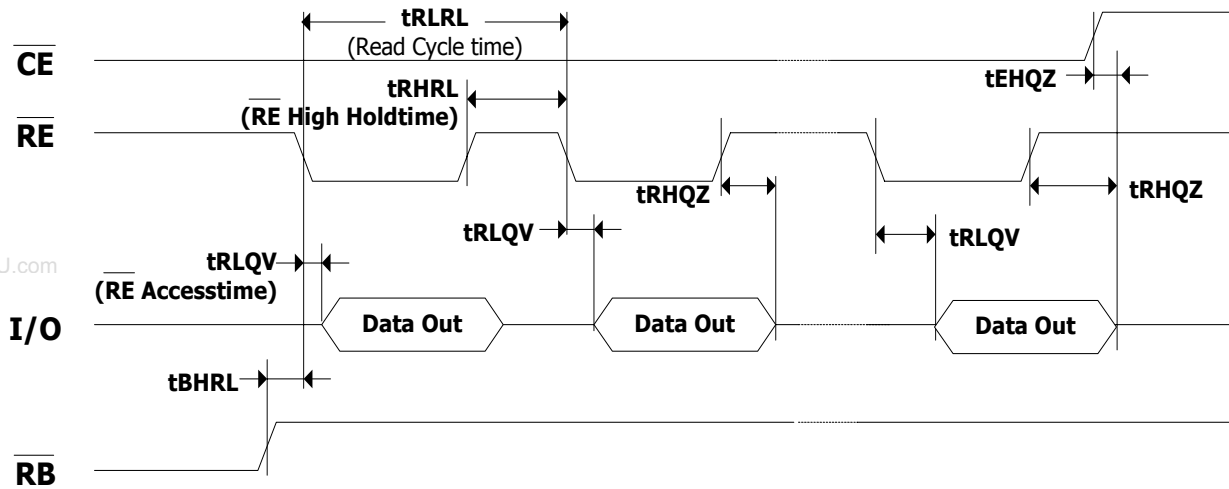 tRLRL
(Read Cycle time)
CE
tEHQZ
tRHRL
(RE High Holdtime)
RE
tRHQZ
tRHQZ
tRLQV
tRLQV
tRLQV
(RE Accesstime)
U.com
I/O
Data Out
Data Out
Data Out
tBHRL
RB